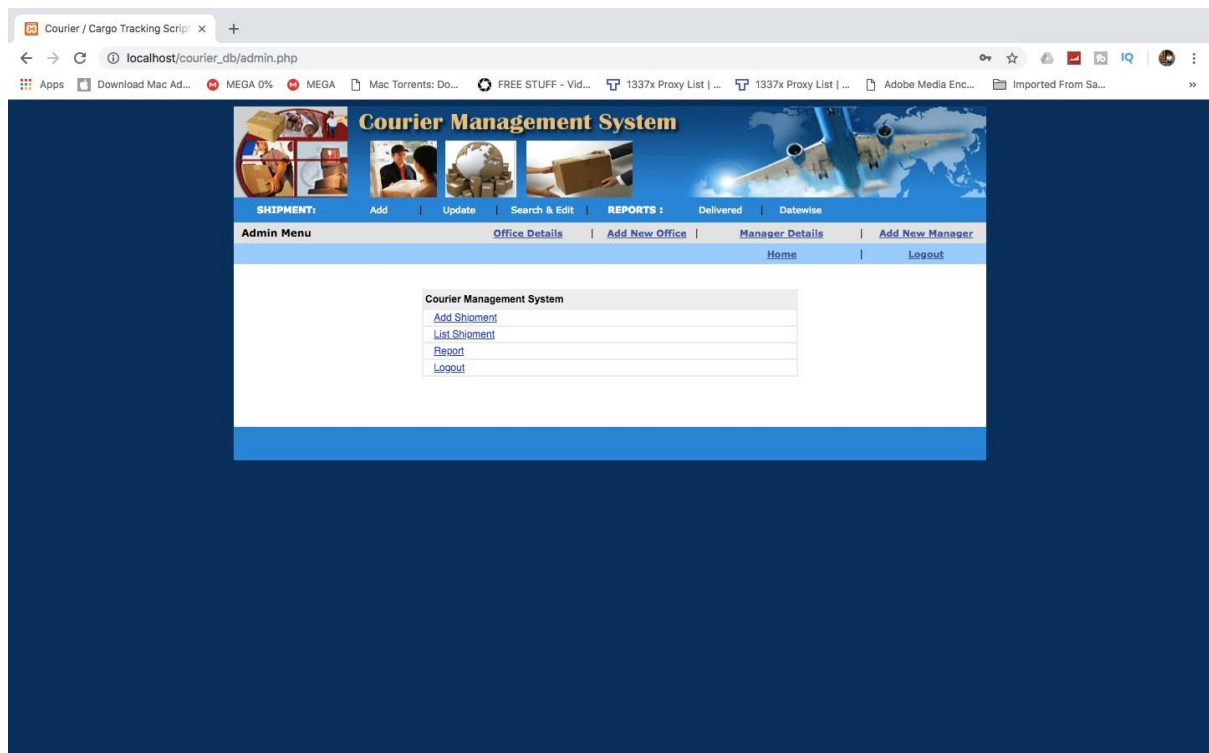 Courier / Cargo Tracking Script
localhost/courier_db/admin.php
IQ
Apps Download Mac Ad... MEGA 0% MEGA Mac Torrents: Do... FREE STUFF - Vid... 1337x Proxy List | ... 1337x Proxy List | ... Adobe Media Enc... Imported From Sa... »
Courier Management System
SHIPMENT: Add | Update | Search & Edit | REPORTS : Delivered | Datewise
Admin Menu Office Details | Add New Office | Manager Details | Add New Manager
Home | Logout
Courier Management System
Add Shipment
List Shipment
Report
Logout